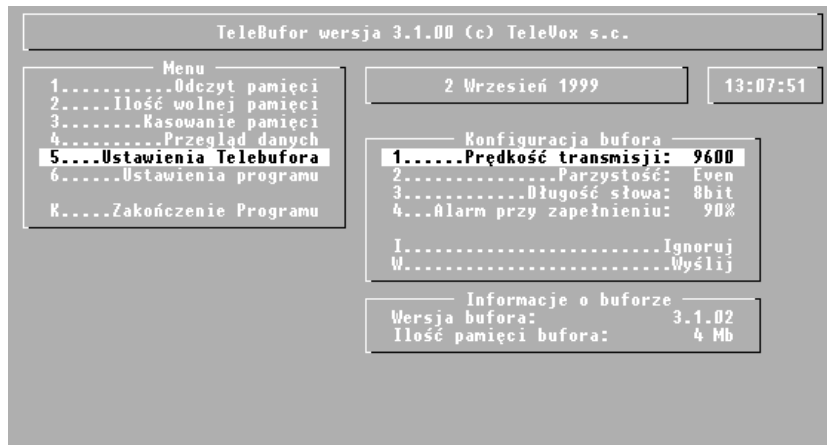 TeleBufor wersja 3.1.00 (c) TeleVox s.c.
Menu
1...........Odczyt pamięci
2.....Ilość wolnej pamięci
3........Kasowanie pamięci
4..........Przegląd danych
5....Ustawienia Telebufora
6......Ustawienia programu
K.....Zakończenie Programu
2 Wrzesień 1999
13:07:51
Konfiguracja bufora
1......Prędkość transmisji: 9600
2...............Parzystość: Even
3............Długość słowa: 8bit
4...Alarm przy zapełnieniu: 90%
I..........................Ignoruj
W...........................Wyślij
Informacje o buforze
Wersja bufora: 3.1.02
Ilość pamięci bufora: 4 Mb